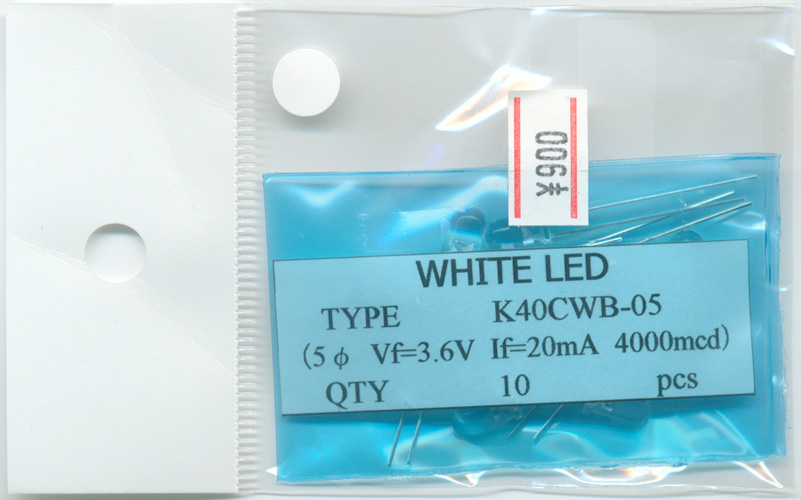 ¥900
WHITE LED
TYPE K40CWB-05
(5φ Vf=3.6V If=20mA 4000mcd)
QTY 10 pcs